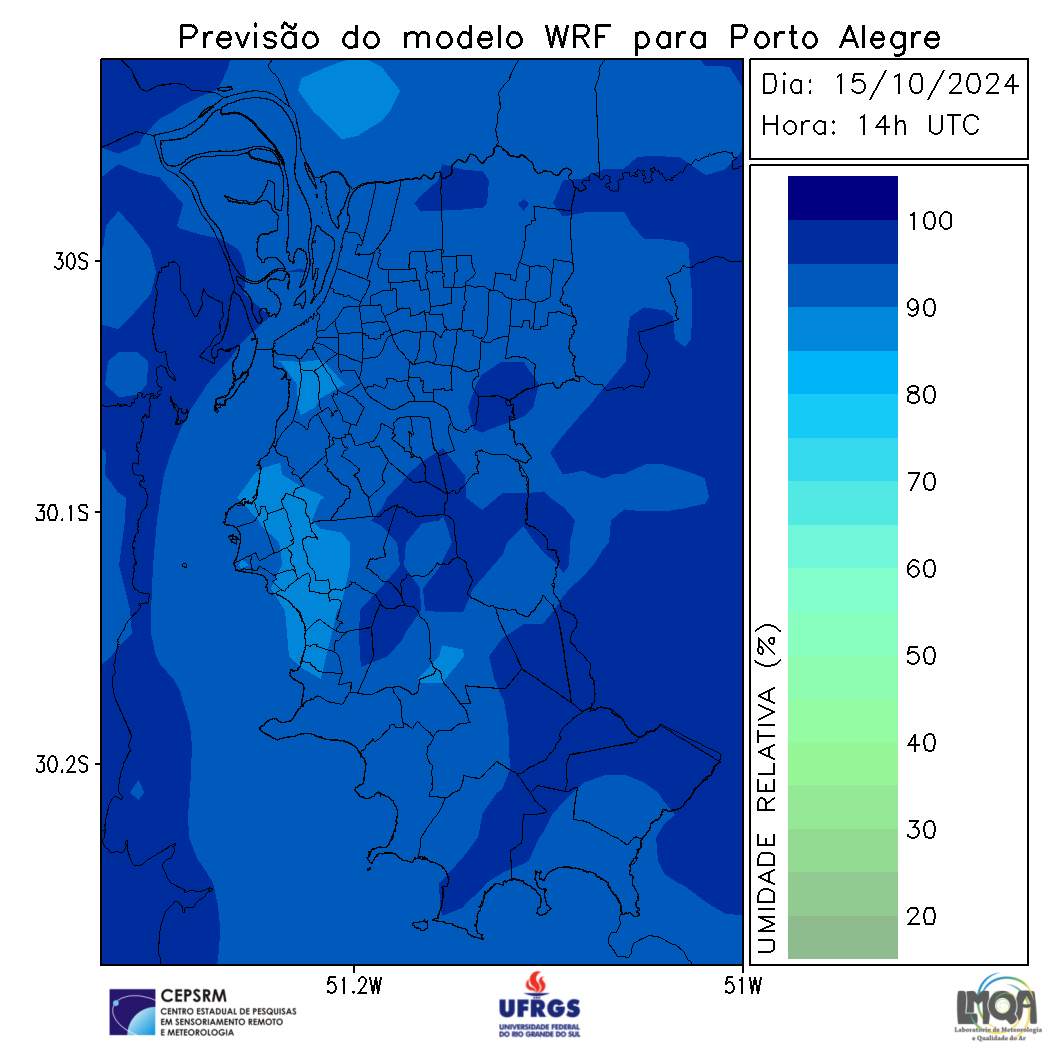 Previsão do modelo WRF para Porto Alegre
Dia: 15/10/2024
Hora: 14h UTC
100
90
80
70
60
50
40
30
20
UMIDADE RELATIVA (%)
30S
30.1S
30.2S
51.2W
51W
CEPSRM
CENTRO ESTADUAL DE PESQUISAS
EM SENSORIAMENTO REMOTO
E METEOROLOGIA
UFRGS
UNIVERSIDADE FEDERAL
DO RIO GRANDE DO SUL
LMQA
Laboratório de Meteorologia
e Qualidade do Ar